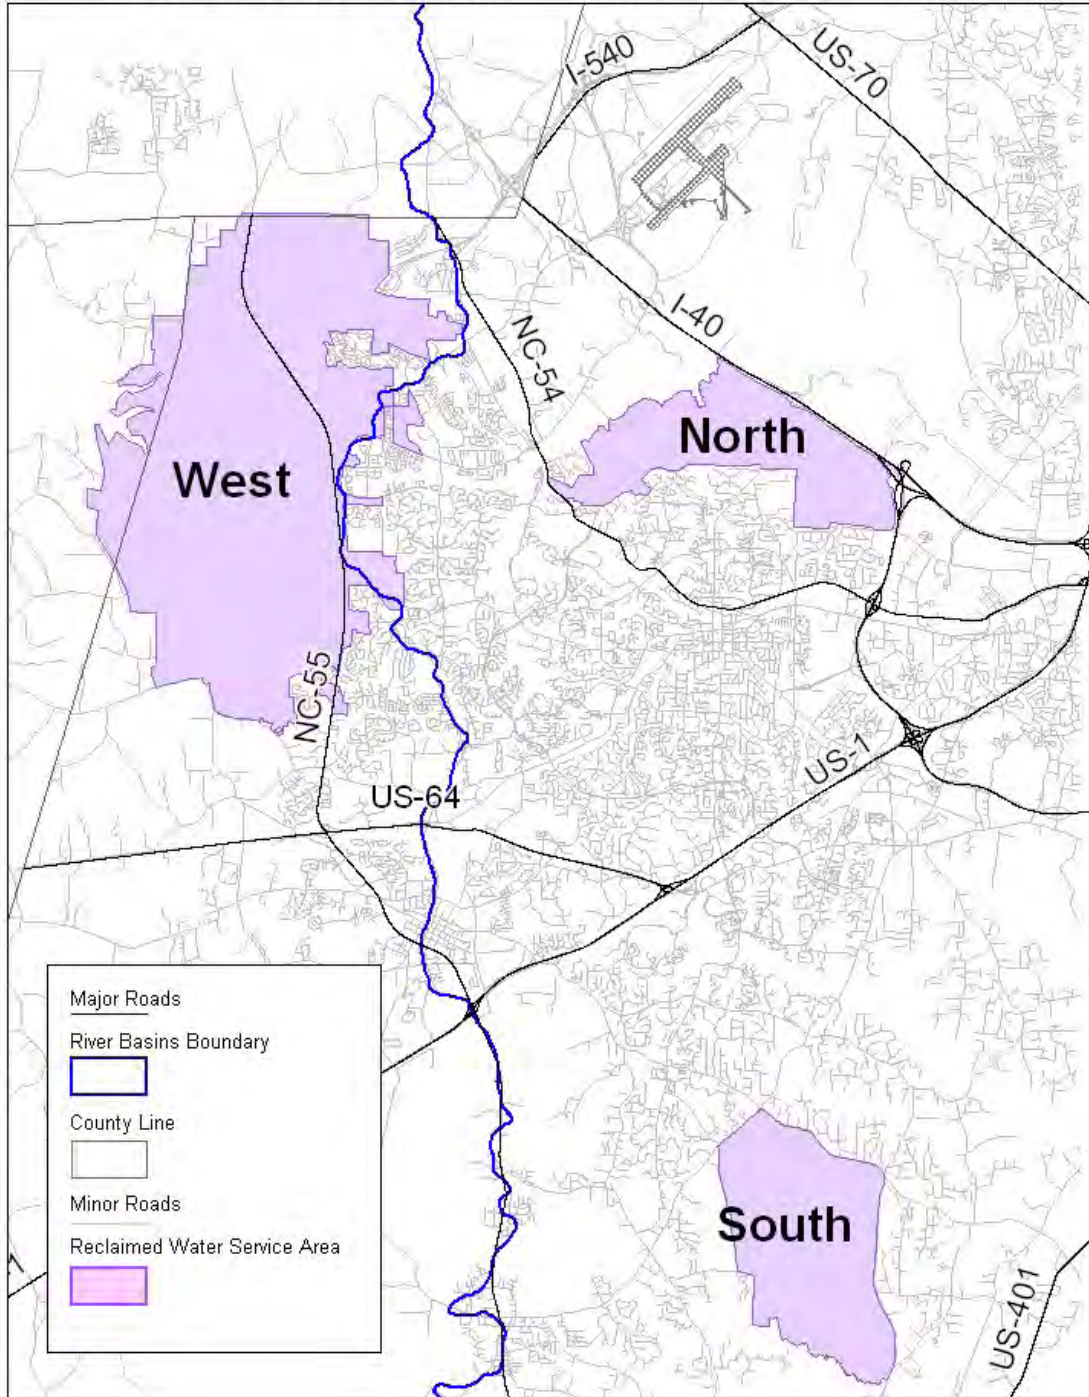 I-540
US-70
I-40
NC-54
North
West
NC-55
US-64
US-1
Major Roads
River Basins Boundary
County Line
Minor Roads
Reclaimed Water Service Area
South
US-401